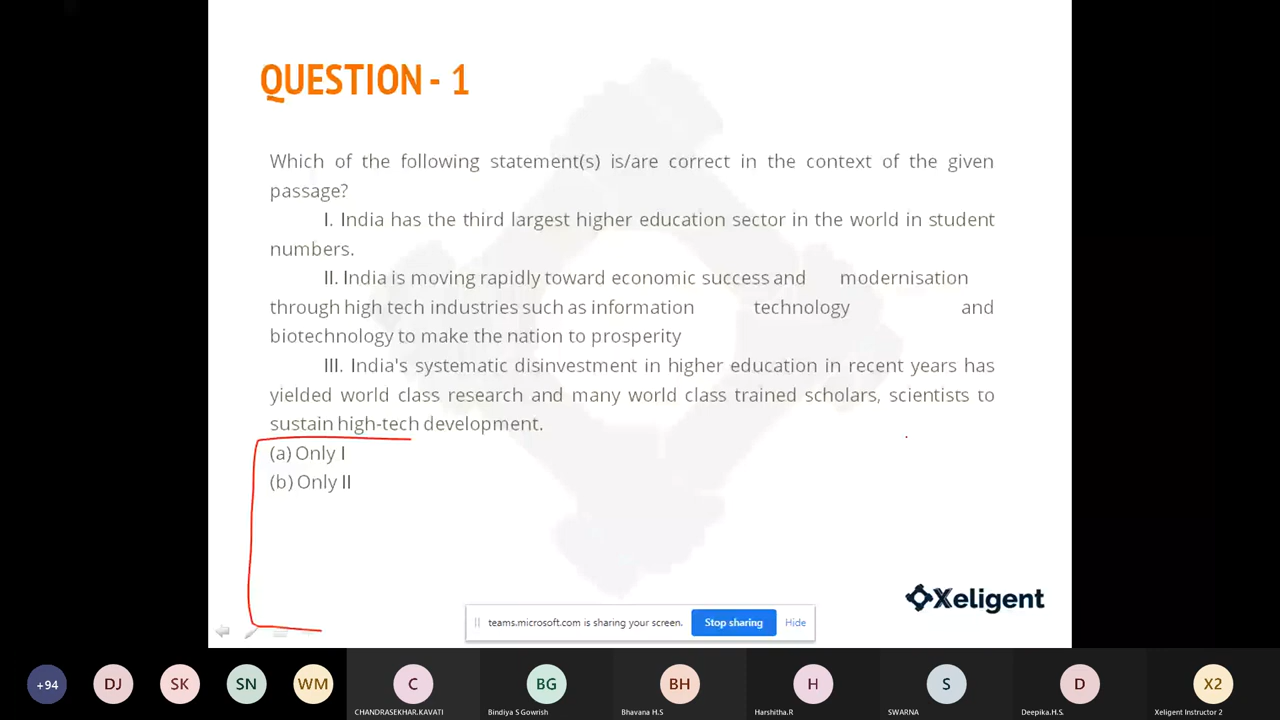 QUESTION - 1
Which of the following statement(s) is/are correct in the context of the given
passage?
I. India has the third largest higher education sector in the world in student
numbers.
II. India is moving rapidly toward economic success and modernisation
through high tech industries such as information technology and
biotechnology to make the nation to prosperity
III. India's systematic disinvestment in higher education in recent years has
yielded world class research and many world class trained scholars, scientists to
sustain high-tech development.
(a) Only I
(b) Only II
Xeligent
teams.microsoft.com is sharing your screen. Stop sharing Hide
+94 DJ SK SN WM C BG BH H S D X2
CHANDRASEKHAR.KAVATI Bindiya S Gowrish Bhavana H.S Harshitha.R SWARNA Deepika.H.S. Xeligent Instructor 2